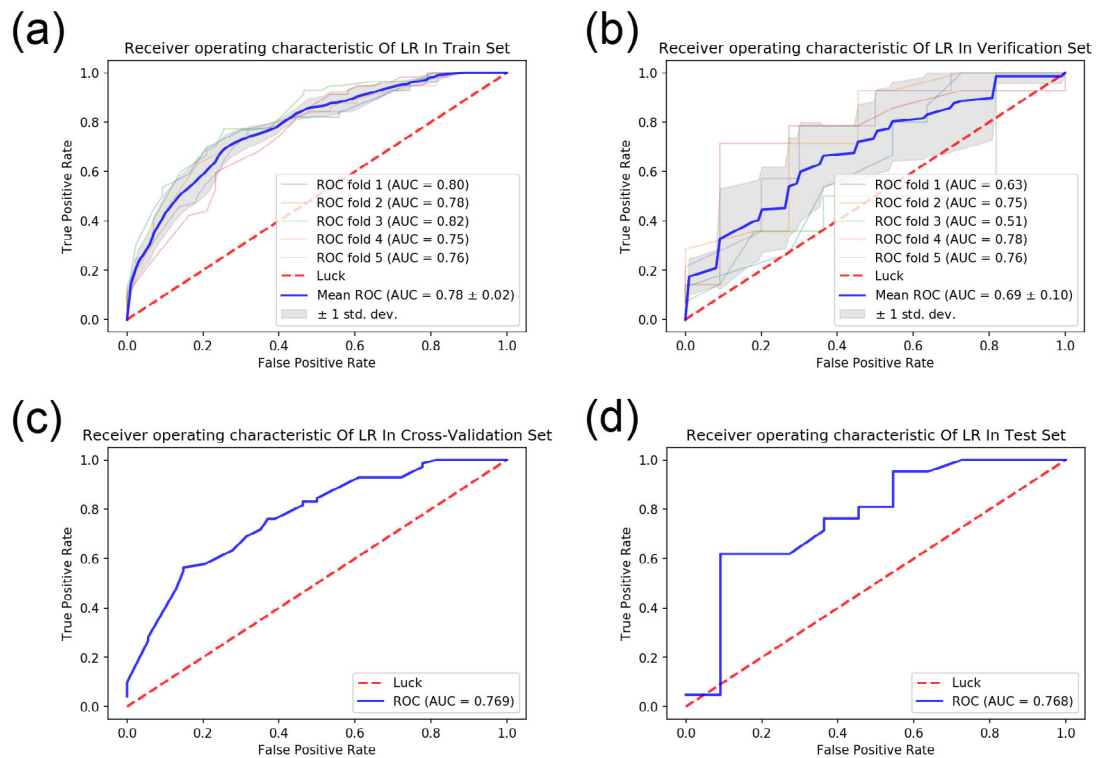 (a)
Receiver operating characteristic Of LR In Train Set
True Positive Rate
1.0
0.8
0.6
0.4
0.2
0.0
ROC fold 1 (AUC = 0.80)
ROC fold 2 (AUC = 0.78)
ROC fold 3 (AUC = 0.82)
ROC fold 4 (AUC = 0.75)
ROC fold 5 (AUC = 0.76)
Luck
Mean ROC (AUC = 0.78 ± 0.02)
± 1 std. dev.
0.0 0.2 0.4 0.6 0.8 1.0
False Positive Rate
(b)
Receiver operating characteristic Of LR In Verification Set
True Positive Rate
1.0
0.8
0.6
0.4
0.2
0.0
ROC fold 1 (AUC = 0.63)
ROC fold 2 (AUC = 0.75)
ROC fold 3 (AUC = 0.51)
ROC fold 4 (AUC = 0.78)
ROC fold 5 (AUC = 0.76)
Luck
Mean ROC (AUC = 0.69 ± 0.10)
± 1 std. dev.
0.0 0.2 0.4 0.6 0.8 1.0
False Positive Rate
(c)
Receiver operating characteristic Of LR In Cross-Validation Set
True Positive Rate
1.0
0.8
0.6
0.4
0.2
0.0
Luck
ROC (AUC = 0.769)
0.0 0.2 0.4 0.6 0.8 1.0
False Positive Rate
(d)
Receiver operating characteristic Of LR In Test Set
True Positive Rate
1.0
0.8
0.6
0.4
0.2
0.0
Luck
ROC (AUC = 0.768)
0.0 0.2 0.4 0.6 0.8 1.0
False Positive Rate